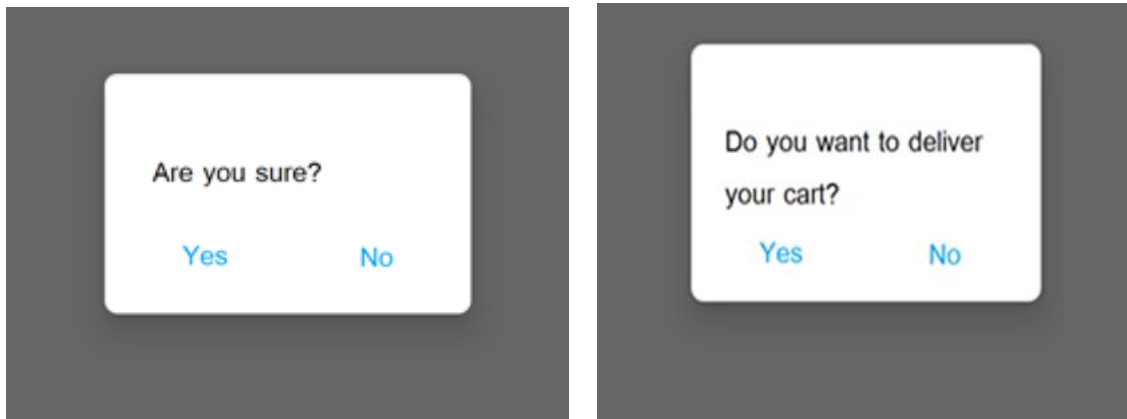 Are you sure?
Yes No
Do you want to deliver
your cart?
Yes No